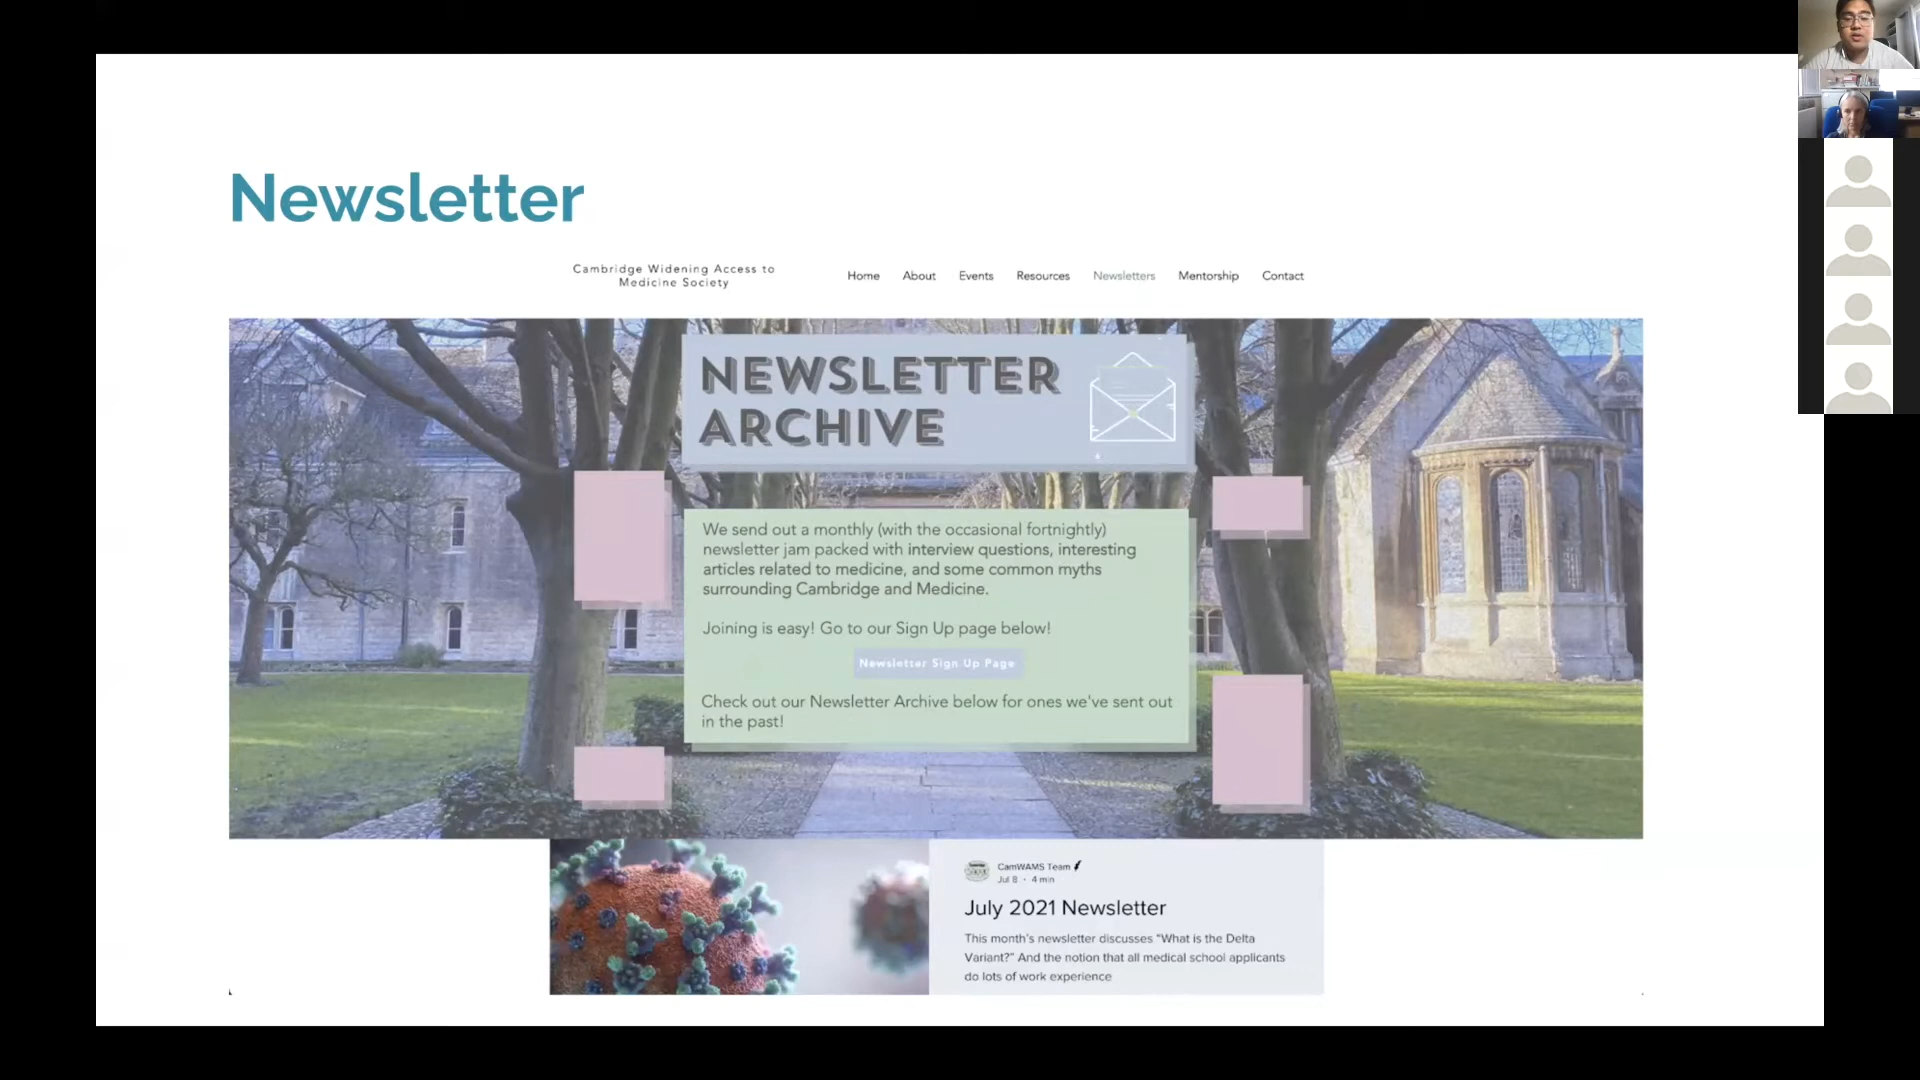 Newsletter
Cambridge Widening Access to
Medicine Society
Home About Events Resources Newsletters Mentorship Contact
NEWSLETTER
ARCHIVE
We send out a monthly (with the occasional fortnightly)
newsletter jam packed with interview questions, interesting
articles related to medicine, and some common myths
surrounding Cambridge and Medicine.
Joining is easy! Go to our Sign Up page below!
Newsletter Sign Up Page
Check out our Newsletter Archive below for ones we've sent out
in the past!
CamWAMS Team
Jul 8 · 4 min
July 2021 Newsletter
This month's newsletter discusses "What is the Delta
Variant?" And the notion that all medical school applicants
do lots of work experience